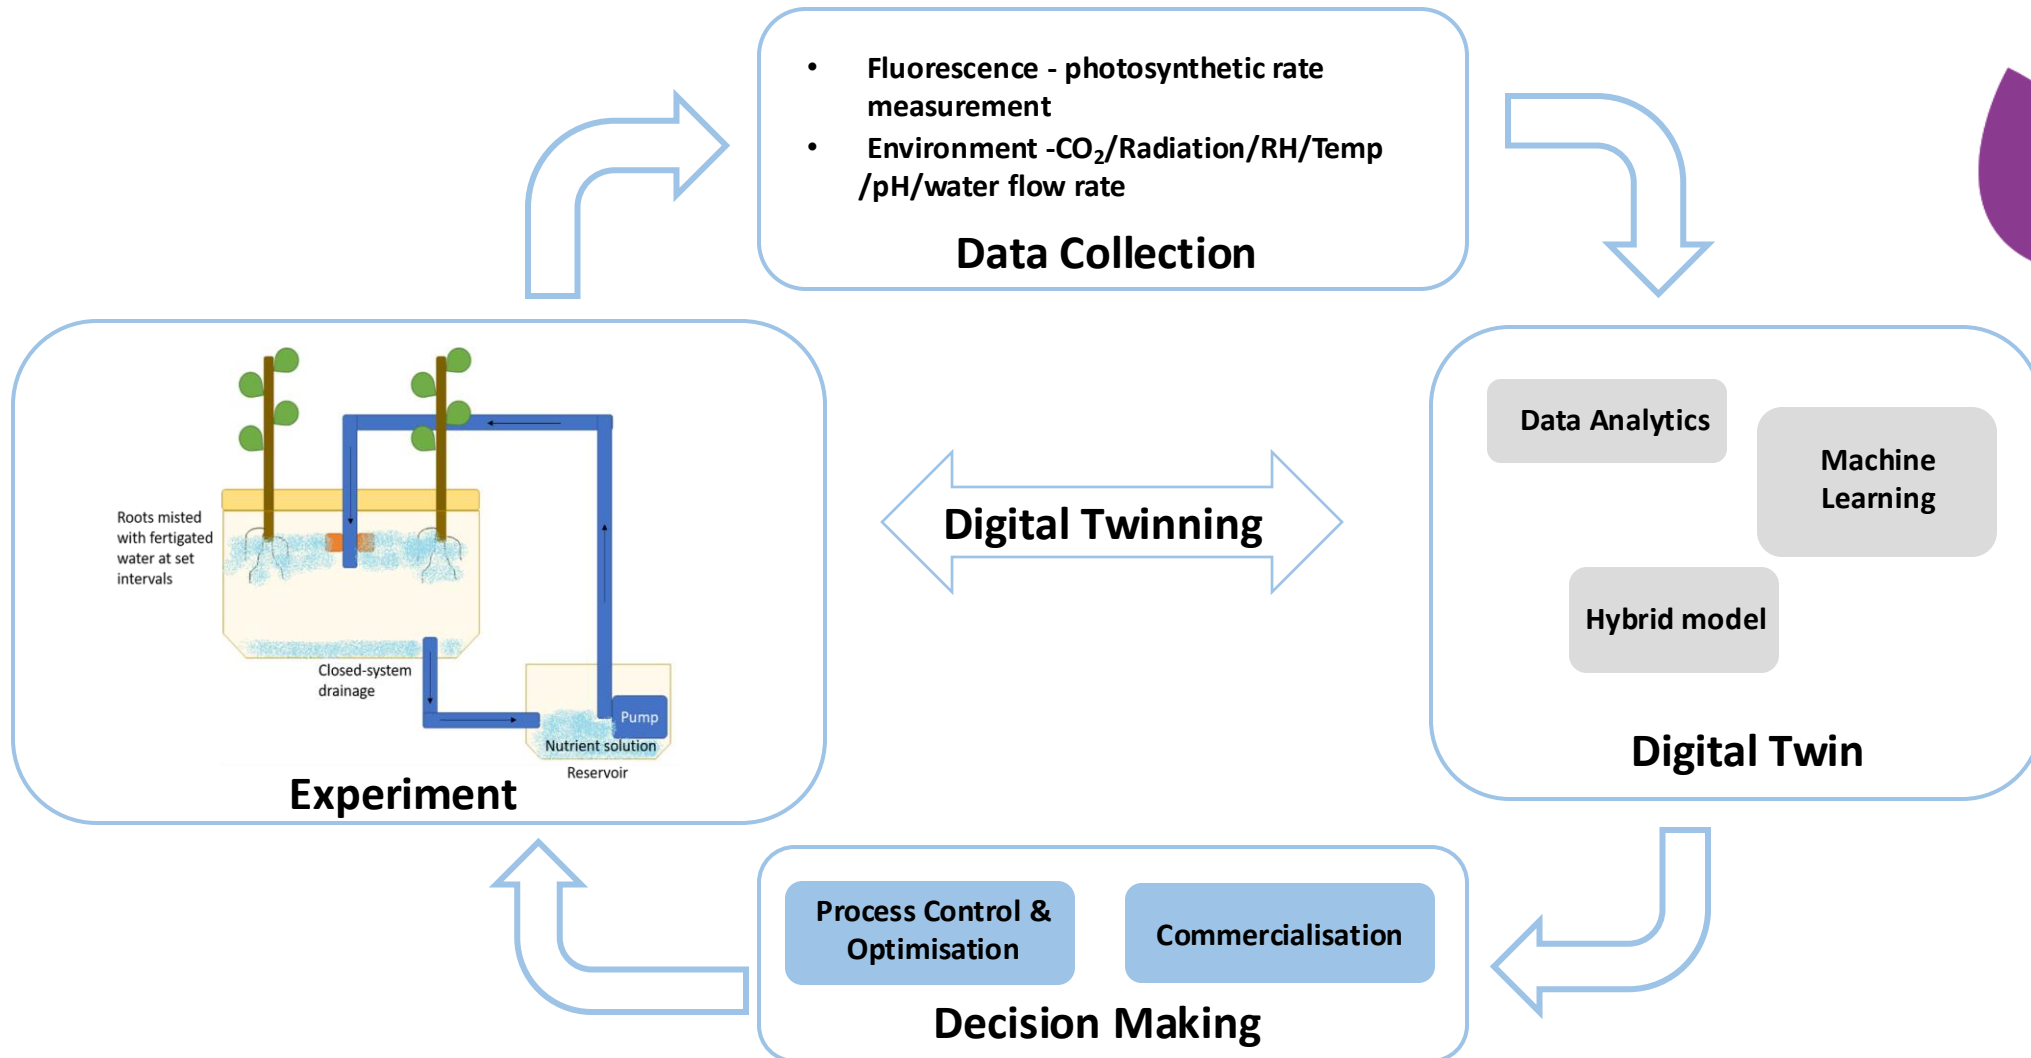 • Fluorescence - photosynthetic rate
measurement
• Environment -CO₂/Radiation/RH/Temp
/pH/water flow rate
Data Collection
Roots misted
with fertigated
water at set
intervals
Closed-system
drainage
Pump
Nutrient solution
Reservoir
Experiment
Digital Twinning
Data Analytics
Machine
Learning
Hybrid model
Digital Twin
Process Control &
Optimisation
Commercialisation
Decision Making